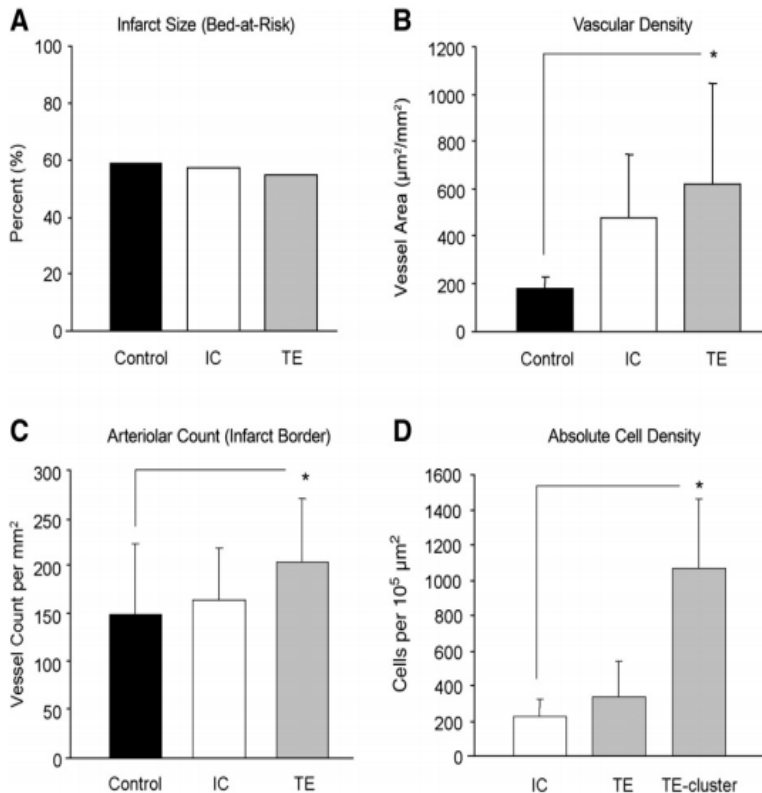 A
Infarct Size (Bed-at-Risk)
Percent (%)
100
80
60
40
20
0
Control IC TE
B
Vascular Density
Vessel Area (µm²/mm²)
1200
1000
800
600
400
200
0
*
Control IC TE
C
Arteriolar Count (Infarct Border)
Vessel Count per mm²
300
250
200
150
100
50
0
*
Control IC TE
D
Absolute Cell Density
Cells per 10⁵ µm²
1600
1400
1200
1000
800
600
400
200
0
*
IC TE TE-cluster